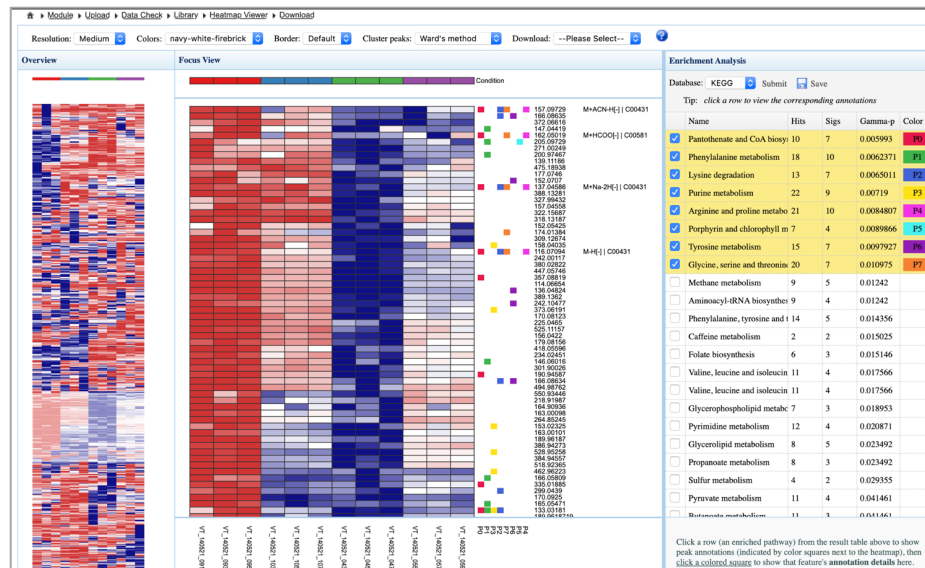 Module Upload Data Check Library Heatmap Viewer Download
Resolution: Medium Colors: navy-white-firebrick Border: Default Cluster peaks: Ward's method Download: --Please Select--
Overview
Focus View
Condition
157.09729 M+ACN-H[-] | C00431
166.08635
372.06616
147.04419
162.05019 M+HCOO[-] | C00581
205.09729
271.00249
200.97467
139.11186
475.18938
177.0746
152.0707
137.04586 M+Na-2H[-] | C00431
388.13281
327.99432
157.04558
322.15687
318.13187
152.05425
174.01384
309.12674
158.04035
116.07094 M-H[-] | C00431
242.00117
380.02822
447.05746
357.08819
114.06654
136.04824
389.1362
242.10477
373.06191
170.08123
225.0465
525.11157
156.0422
179.08156
418.05596
234.02451
146.06016
301.90026
190.94587
166.08634
494.98762
550.93446
218.91987
164.90936
163.00098
264.85245
153.02325
163.00101
189.96187
386.94273
528.95258
384.94557
518.92365
462.96223
166.05809
335.01885
299.0439
170.0925
165.05471
133.03181
P0 P1 P3 P2 P7 P6 P5 P4
Enrichment Analysis
Database: KEGG Submit Save
Tip: click a row to view the corresponding annotations
Name Hits Sigs Gamma-p Color
Pantothenate and CoA biosy 10 7 0.005993 P0
Phenylalanine metabolism 18 10 0.0062371 P1
Lysine degradation 13 7 0.0065011 P2
Purine metabolism 22 9 0.00719 P3
Arginine and proline metabo 21 10 0.0084807 P4
Porphyrin and chlorophyll m 7 4 0.0089866 P5
Tyrosine metabolism 15 7 0.0097927 P6
Glycine, serine and threonin 20 7 0.010975 P7
Methane metabolism 9 5 0.01242
Aminoacyl-tRNA biosynthes 9 4 0.01242
Phenylalanine, tyrosine and t 14 5 0.014356
Caffeine metabolism 2 2 0.015025
Folate biosynthesis 6 3 0.015146
Valine, leucine and isoleucin 11 4 0.017566
Valine, leucine and isoleucin 11 4 0.017566
Glycerophospholipid metabo 7 3 0.018953
Pyrimidine metabolism 12 4 0.020871
Glycerolipid metabolism 8 5 0.023492
Propanoate metabolism 8 3 0.023492
Sulfur metabolism 4 2 0.029355
Pyruvate metabolism 11 4 0.041461
Butanoate metabolism 11 3 0.041461
Click a row (an enriched pathway) from the result table above to show
peak annotations (indicated by color squares next to the heatmap), then
click a colored square to show that feature's annotation details here.